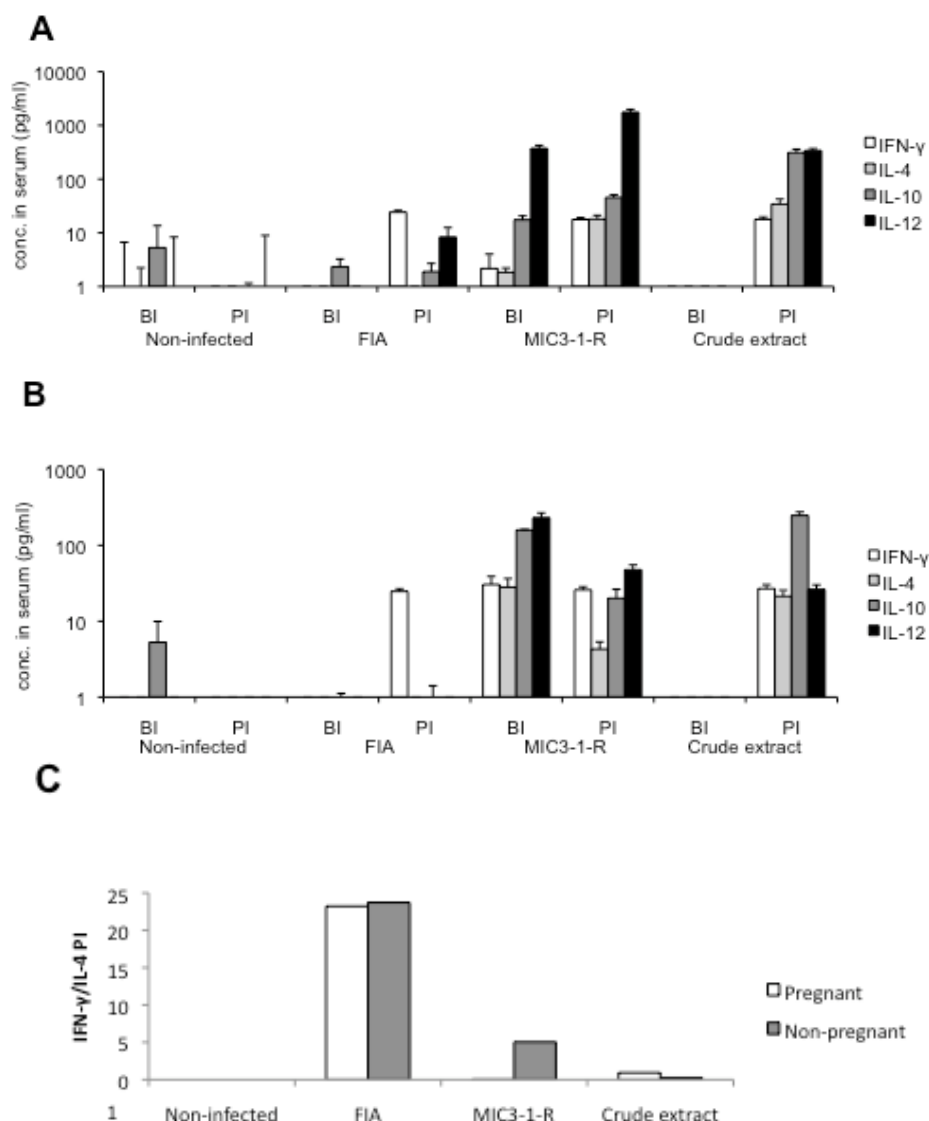 A
10000
1000
100
10
1
conc. in serum (pg/ml)
BI PI BI PI BI PI BI PI
Non-infected FIA MIC3-1-R Crude extract
IFN-γ
IL-4
IL-10
IL-12
B
1000
100
10
1
conc. in serum (pg/ml)
BI PI BI PI BI PI BI PI
Non-infected FIA MIC3-1-R Crude extract
IFN-γ
IL-4
IL-10
IL-12
C
25
20
15
10
5
0
1
IFN-γ/IL-4 PI
Non-infected FIA MIC3-1-R Crude extract
Pregnant
Non-pregnant